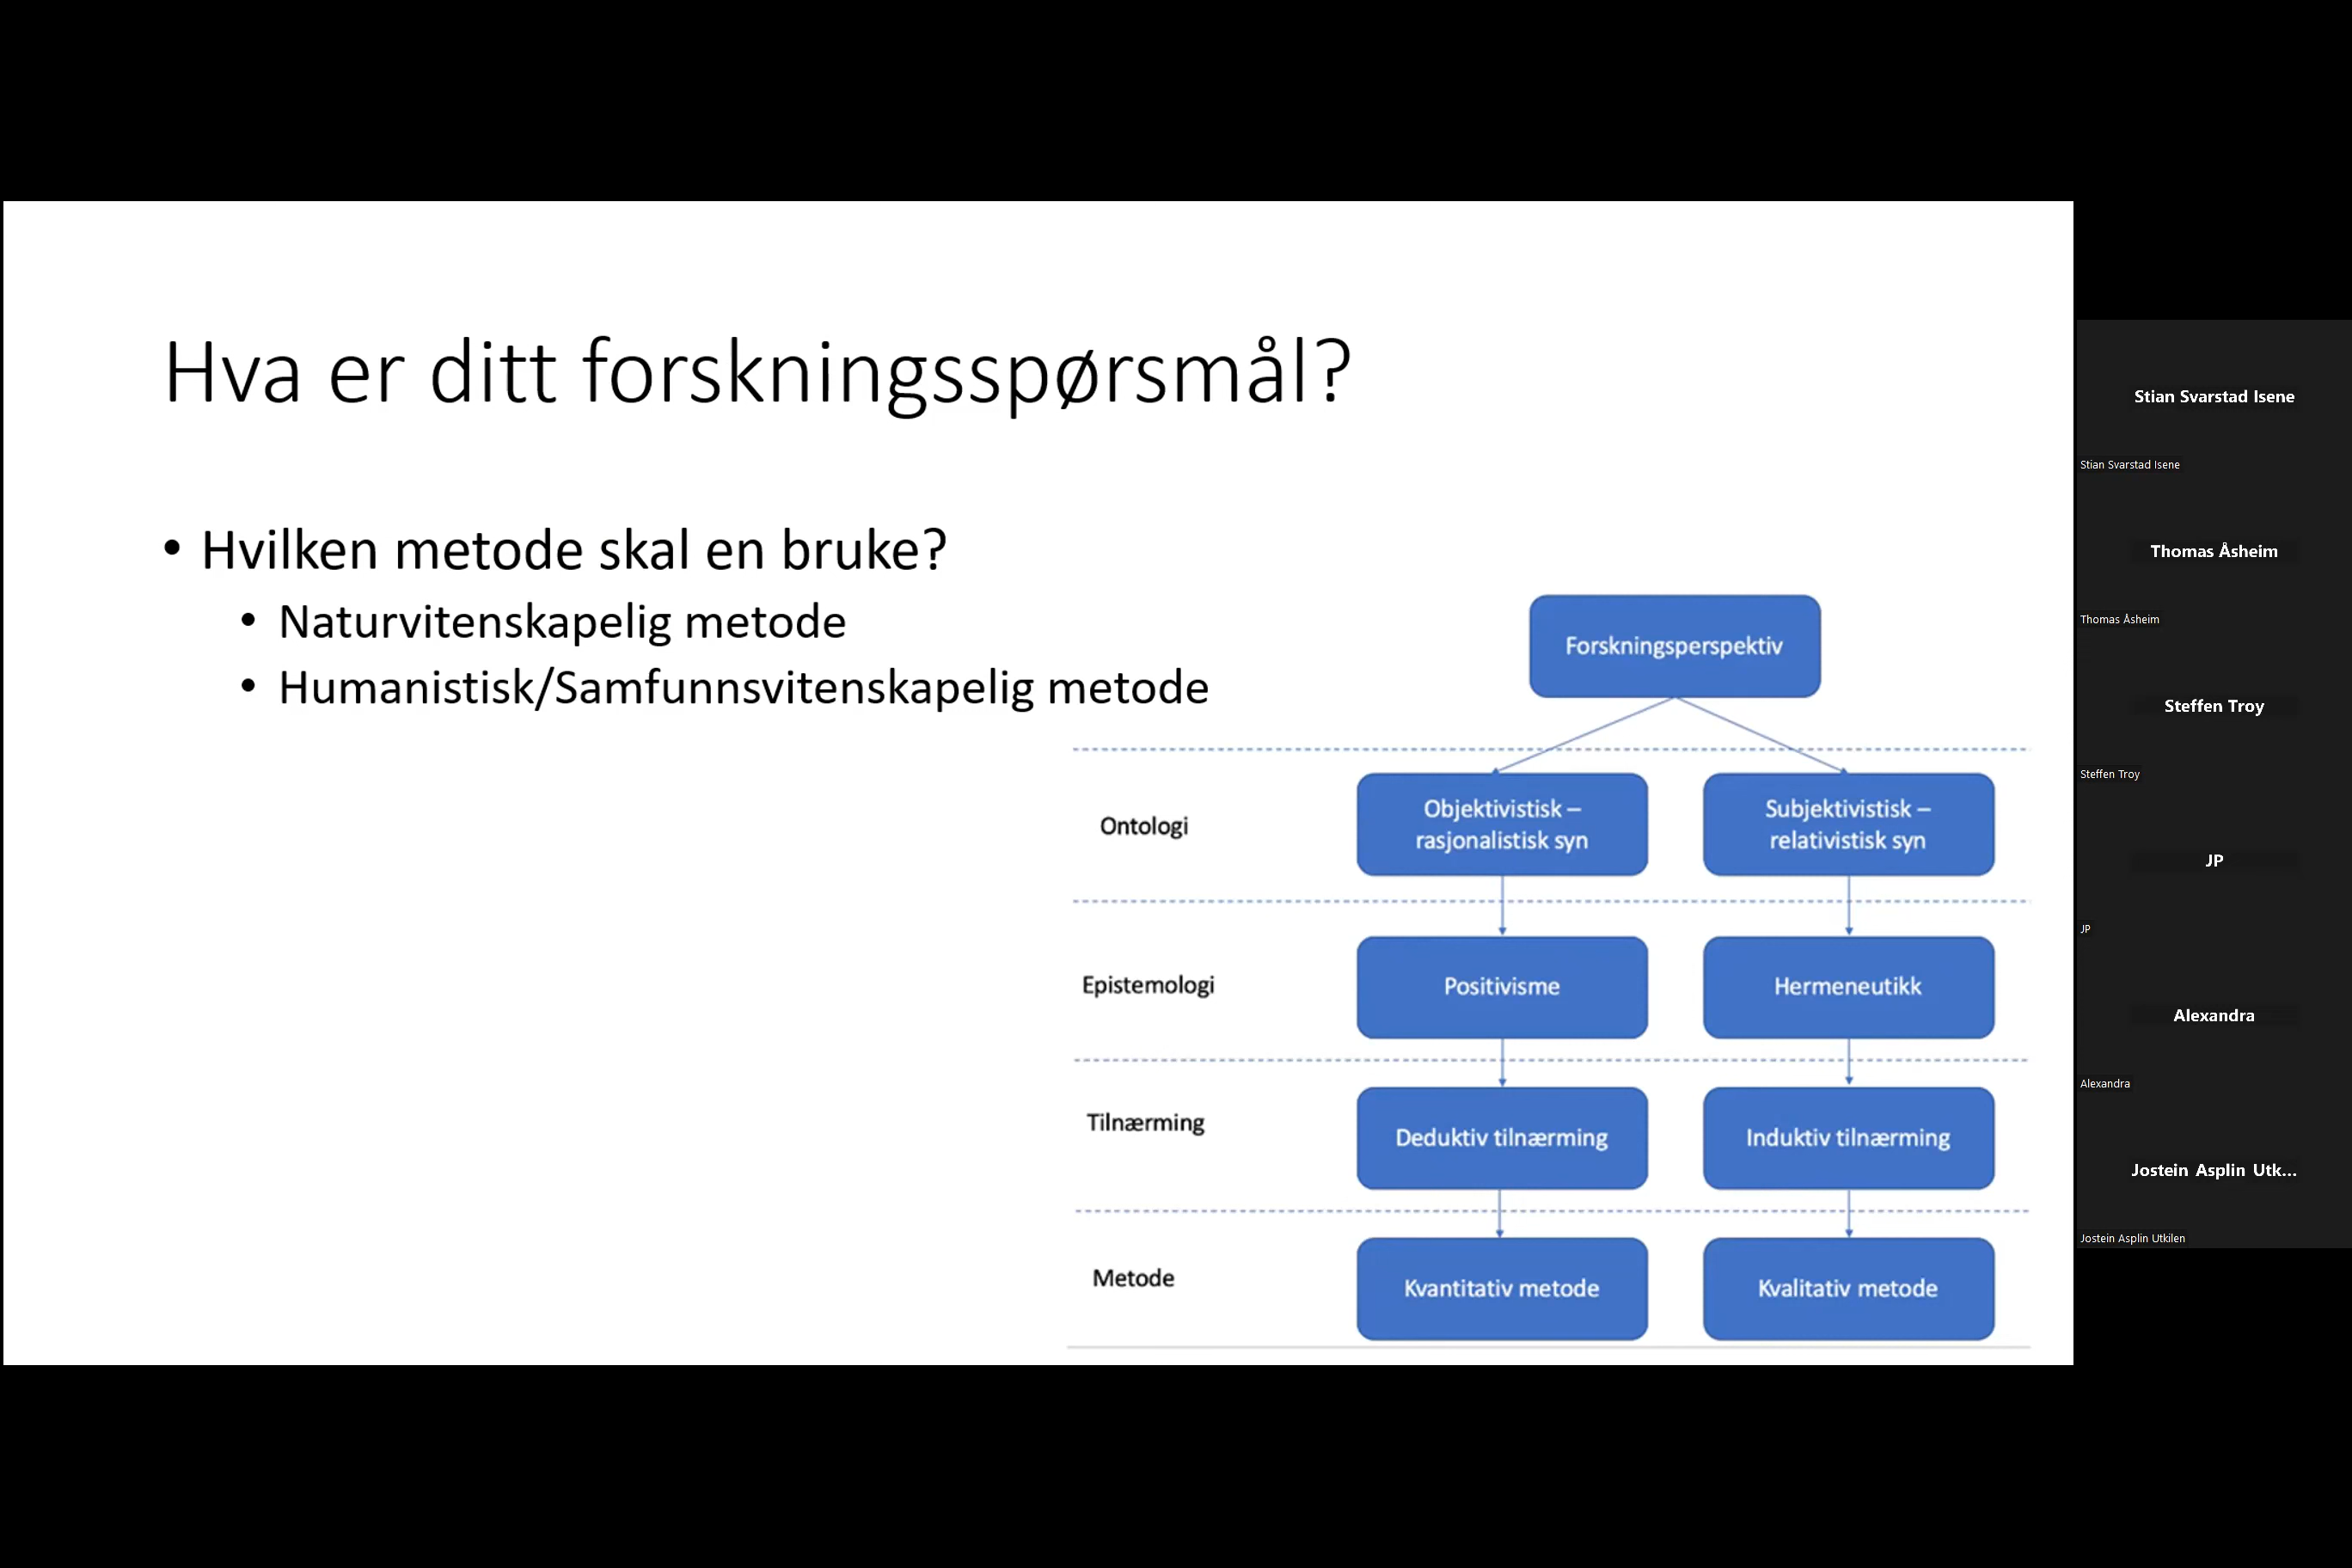 Hva er ditt forskningsspørsmål?
• Hvilken metode skal en bruke?
• Naturvitenskapelig metode
• Humanistisk/Samfunnsvitenskapelig metode
Forskningsperspektiv
Ontologi
Objektivistisk –
rasjonalistisk syn
Subjektivistisk –
relativistisk syn
Epistemologi
Positivisme
Hermeneutikk
Tilnærming
Deduktiv tilnærming
Induktiv tilnærming
Metode
Kvantitativ metode
Kvalitativ metode
Stian Svarstad Isene
Stian Svarstad Isene
Thomas Åsheim
Thomas Åsheim
Steffen Troy
Steffen Troy
JP
JP
Alexandra
Alexandra
Jostein Asplin Utk...
Jostein Asplin Utkilen